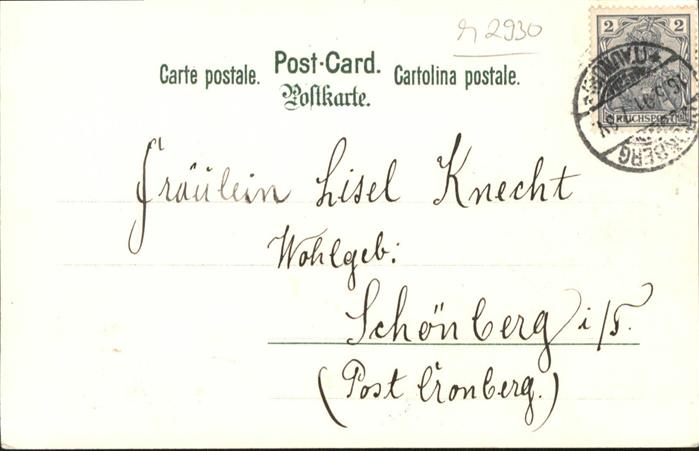 n 2930
2 2
REICHSPOST
Carte postale. Post-Card. Cartolina postale.
Postkarte.
Fräulein Lisel Knecht
Wohlgeb:
Schönberg i/T.
(Post Cronberg.)